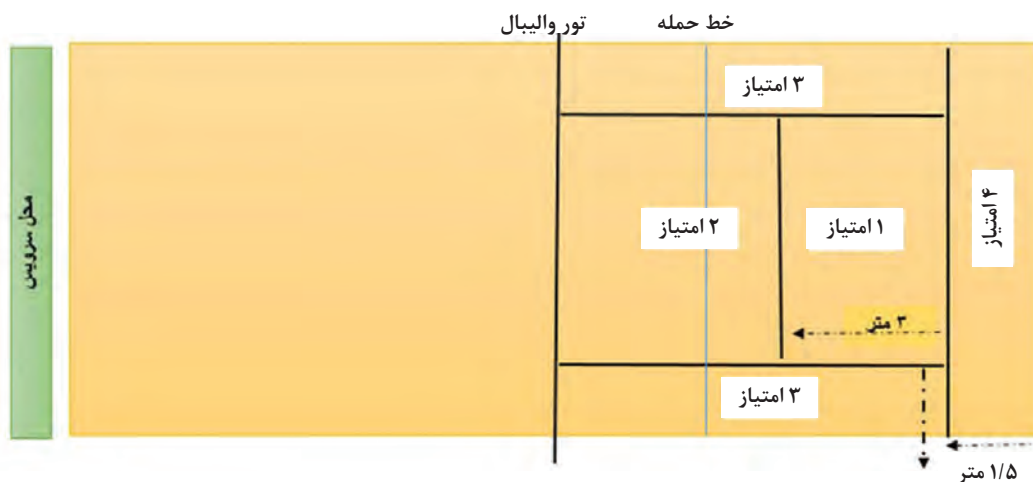 خط حمله
تور والیبال
۳ امتیاز
۴ امتیاز
۱ امتیاز
۲ امتیاز
محل سرویس
۳ متر
۳ امتیاز
۱/۵ متر